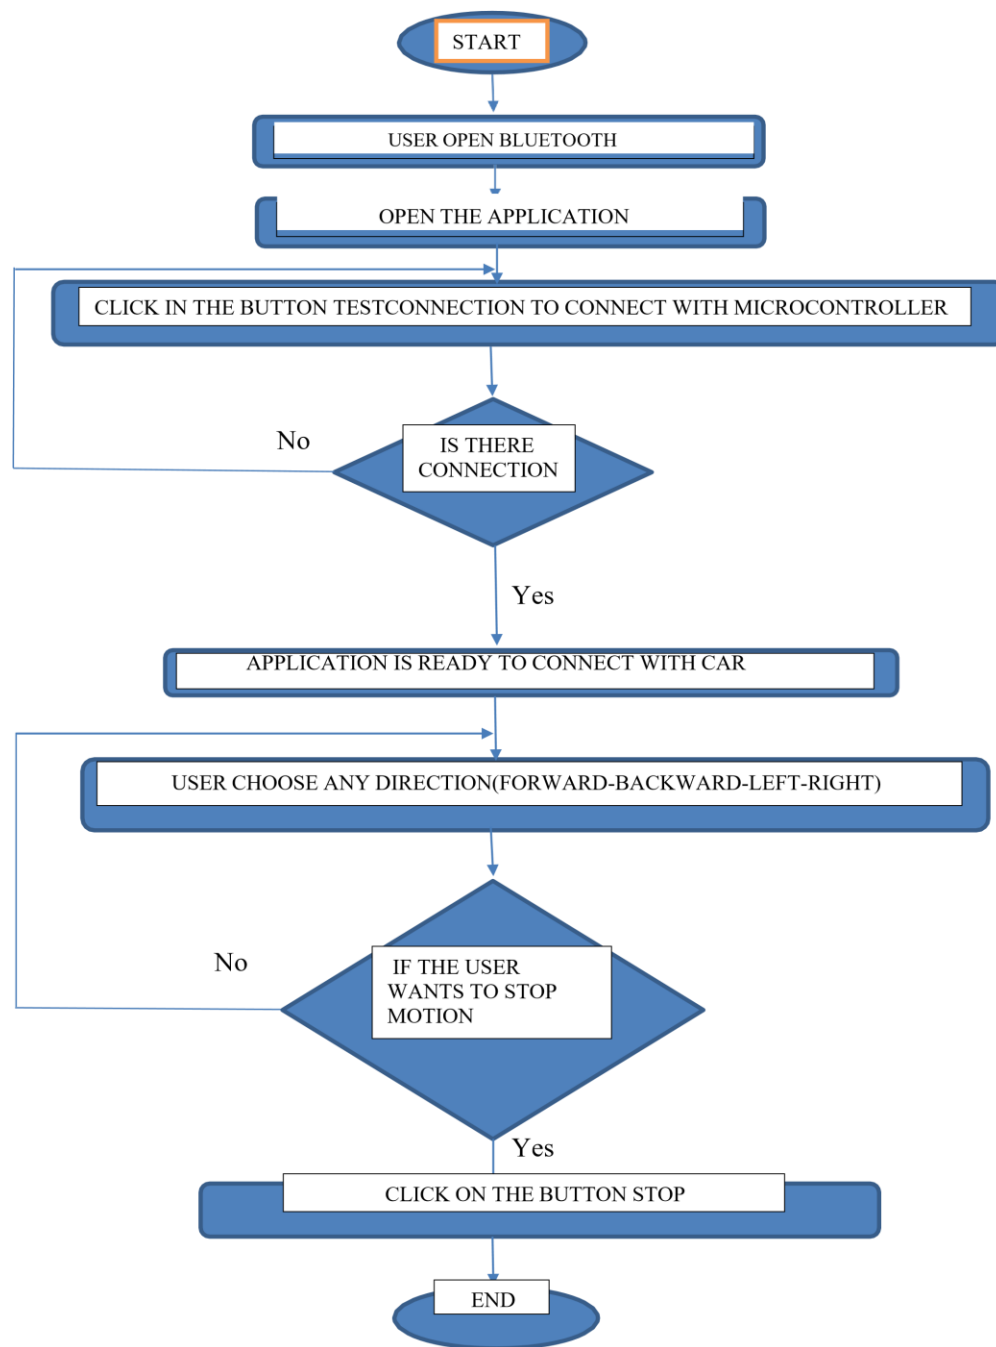 START
USER OPEN BLUETOOTH
OPEN THE APPLICATION
CLICK IN THE BUTTON TESTCONNECTION TO CONNECT WITH MICROCONTROLLER
No
IS THERE
CONNECTION
Yes
APPLICATION IS READY TO CONNECT WITH CAR
USER CHOOSE ANY DIRECTION(FORWARD-BACKWARD-LEFT-RIGHT)
No
IF THE USER
WANTS TO STOP
MOTION
Yes
CLICK ON THE BUTTON STOP
END